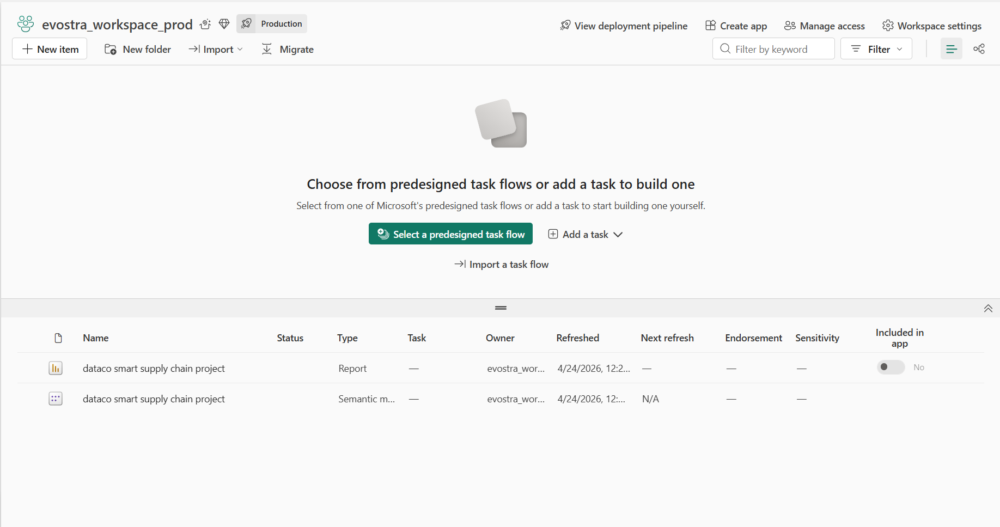 evostra_workspace_prod
Production
View deployment pipeline
Create app
Manage access
Workspace settings
New item
New folder
Import
Migrate
Filter by keyword
Filter
Choose from predesigned task flows or add a task to build one
Select from one of Microsoft's predesigned task flows or add a task to start building one yourself.
Select a predesigned task flow
Add a task
Import a task flow
Name Status Type Task Owner Refreshed Next refresh Endorsement Sensitivity Included in app
dataco smart supply chain project Report — evostra_wor... 4/24/2026, 12:2... — — — No
dataco smart supply chain project Semantic m... — evostra_wor... 4/24/2026, 12:... N/A — —